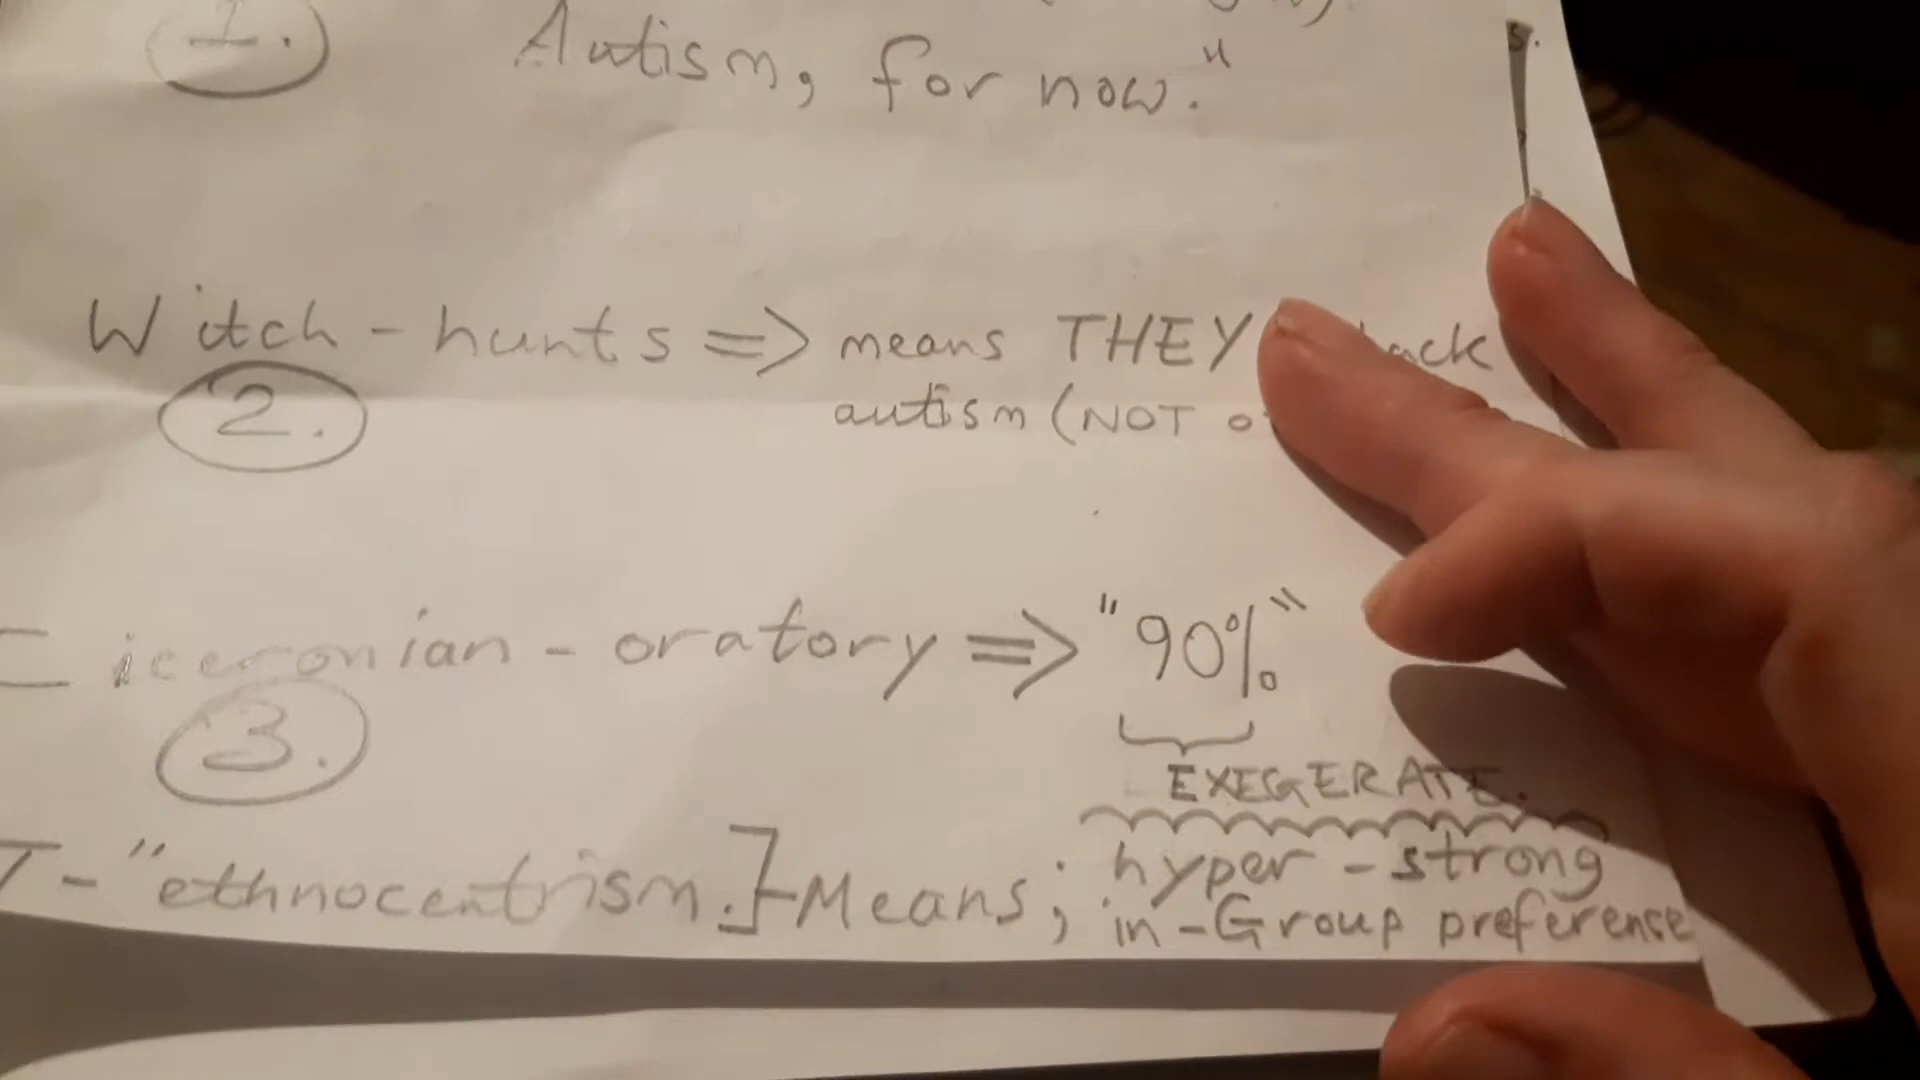 1. Autism, for now."
Witch-hunts => means THEY
autism (NOT
2.
iceronian - oratory => "90%"
3.
EXEGERATE.
- "ethnocentrism.]-Means; hyper-strong
in-Group preference